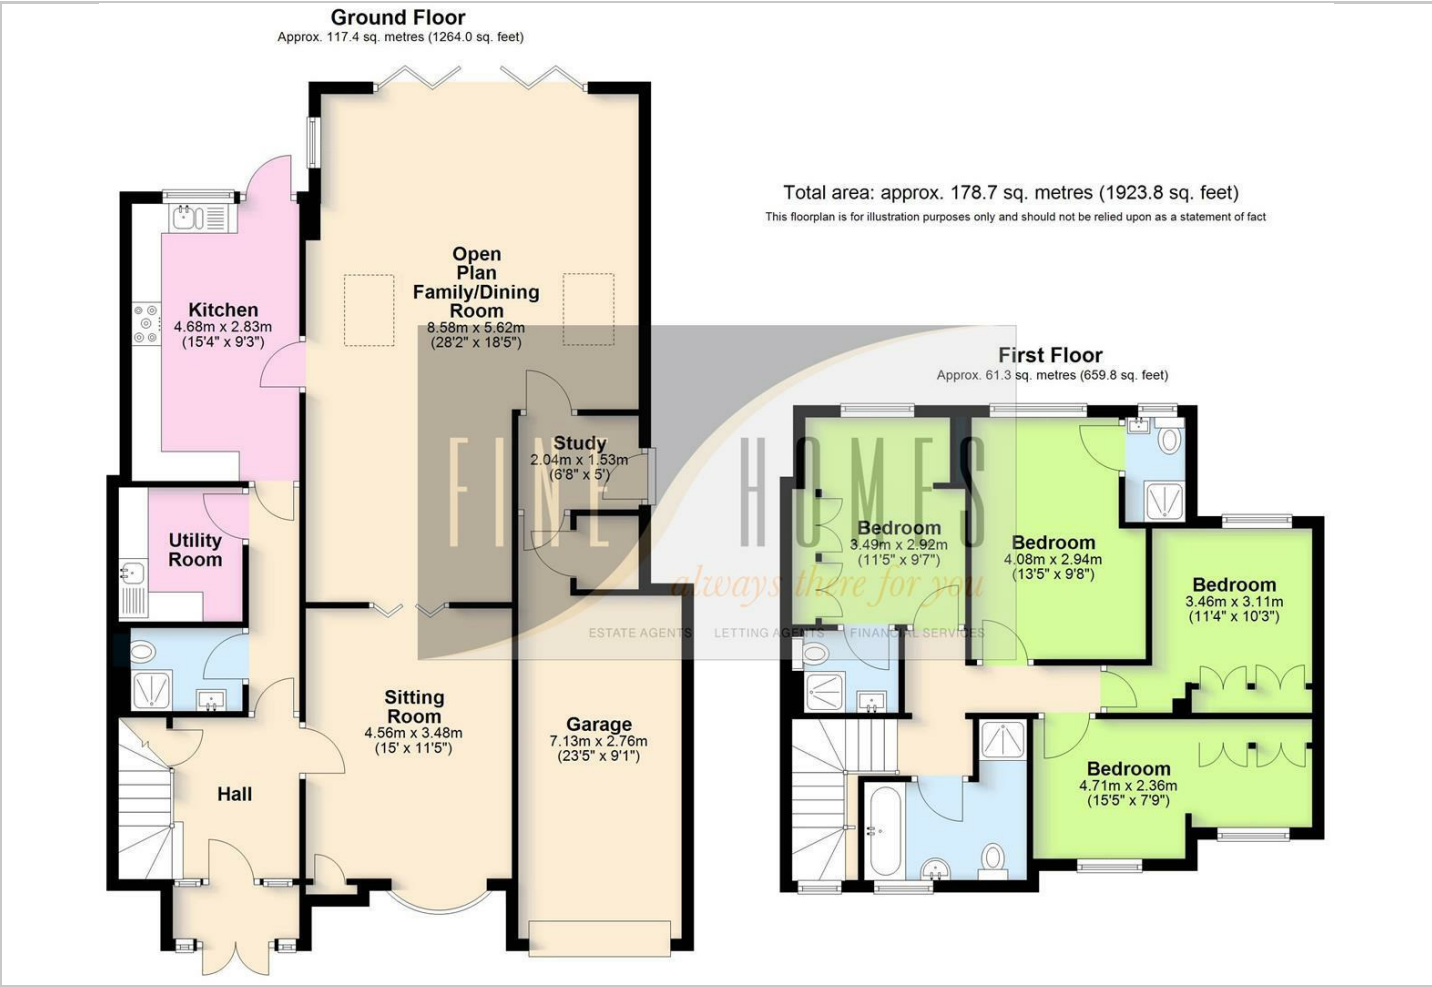 Ground Floor
Approx. 117.4 sq. metres (1264.0 sq. feet)
Total area: approx. 178.7 sq. metres (1923.8 sq. feet)
This floorplan is for illustration purposes only and should not be relied upon as a statement of fact
Open
Plan
Family/Dining
Room
8.58m x 5.62m
(28'2" x 18'5")
Kitchen
4.68m x 2.83m
(15'4" x 9'3")
Study
2.04m x 1.53m
(6'8" x 5')
Utility
Room
Sitting
Room
4.56m x 3.48m
(15' x 11'5")
Garage
7.13m x 2.76m
(23'5" x 9'1")
Hall
First Floor
Approx. 61.3 sq. metres (659.8 sq. feet)
Bedroom
3.49m x 2.92m
(11'5" x 9'7")
Bedroom
4.08m x 2.94m
(13'5" x 9'8")
Bedroom
3.46m x 3.11m
(11'4" x 10'3")
Bedroom
4.71m x 2.36m
(15'5" x 7'9")
FINE HOMES
always there for you
ESTATE AGENTS LETTING AGENTS FINANCIAL SERVICES